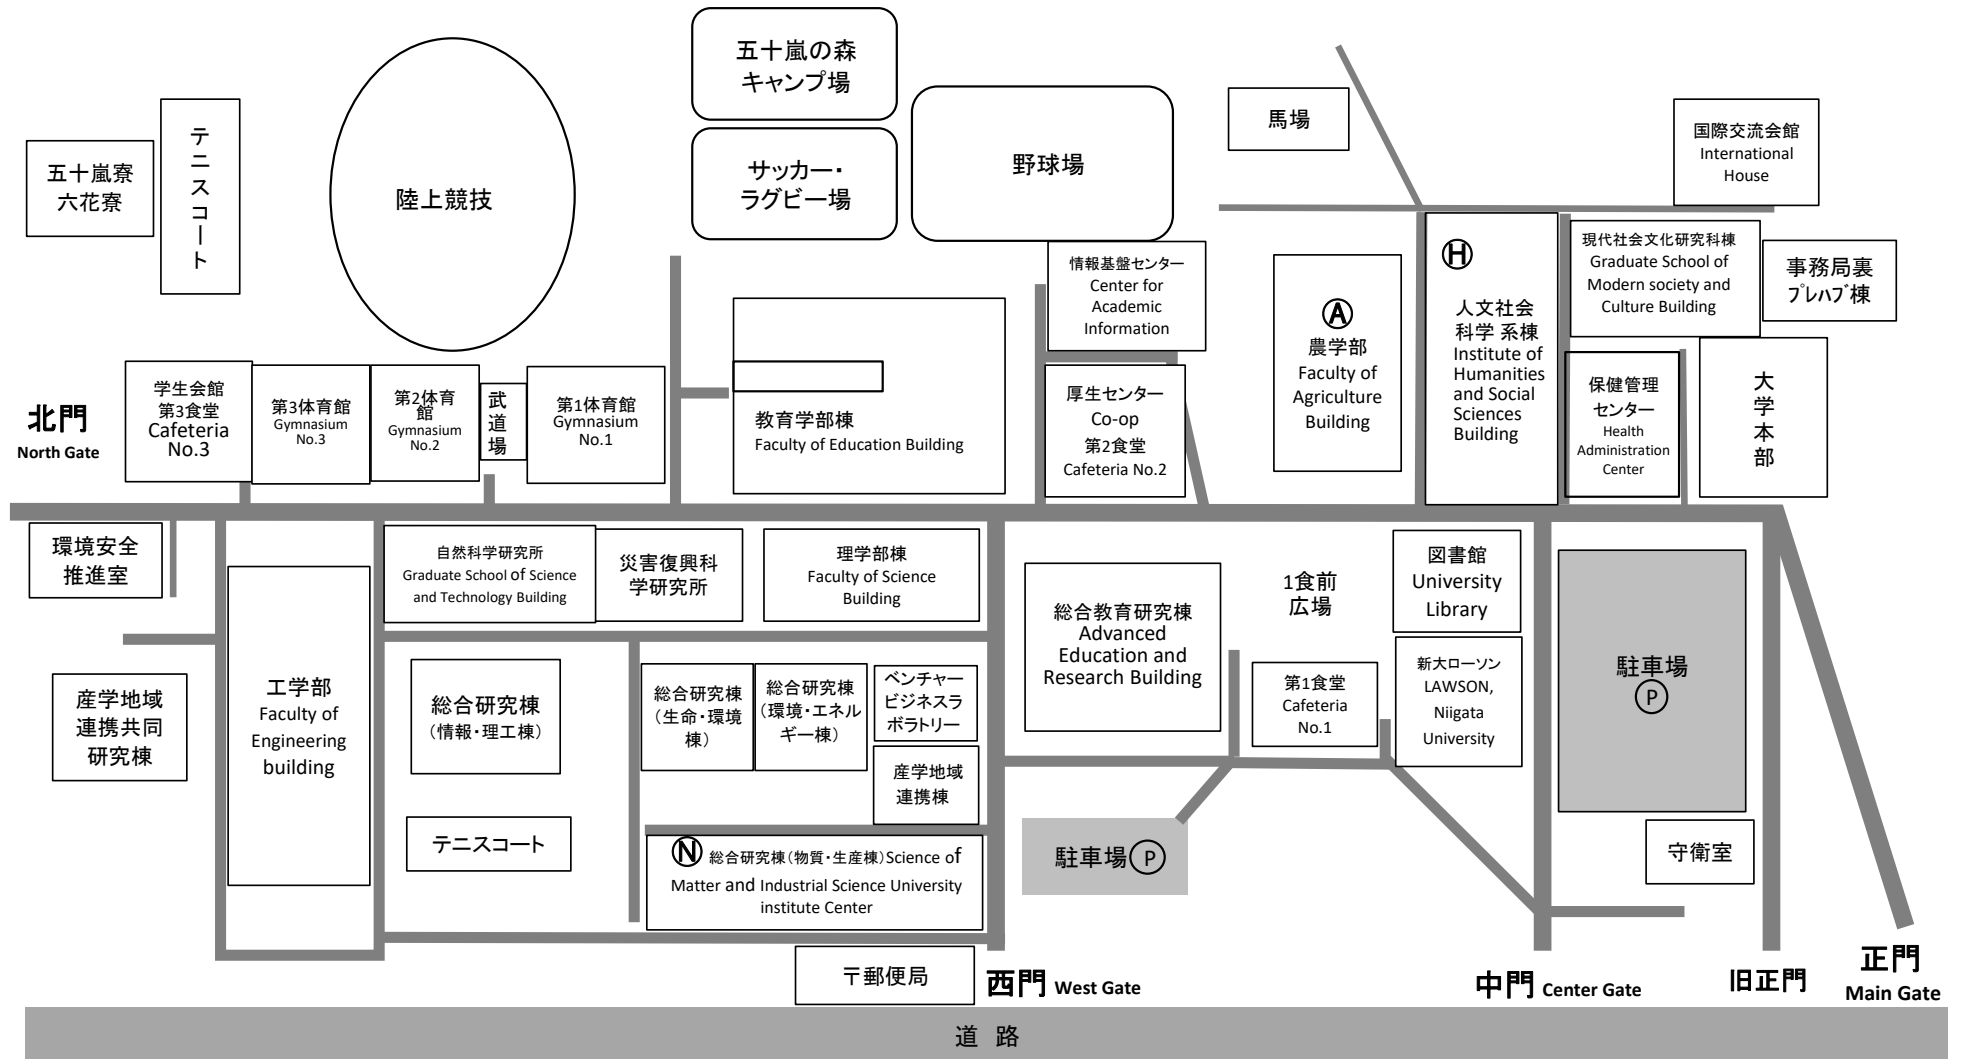 五十嵐の森
キャンプ場
サッカー・
ラグビー場
野球場
馬場
国際交流会館
International
House
五十嵐寮
六花寮
テニスコート
陸上競技
情報基盤センター
Center for
Academic
Information
Ⓐ
農学部
Faculty of
Agriculture
Building
Ⓗ
人文社会
科学 系棟
Institute of
Humanities
and Social
Sciences
Building
現代社会文化研究科棟
Graduate School of
Modern society and
Culture Building
事務局裏
ﾌﾟﾚﾊﾌﾞ棟
北門
North Gate
学生会館
第3食堂
Cafeteria
No.3
第3体育館
Gymnasium
No.3
第2体育
館
Gymnasium
No.2
武道場
第1体育館
Gymnasium
No.1
教育学部棟
Faculty of Education Building
厚生センター
Co-op
第2食堂
Cafeteria No.2
保健管理
センター
Health
Administration
Center
大学本部
環境安全
推進室
自然科学研究所
Graduate School of Science
and Technology Building
災害復興科
学研究所
理学部棟
Faculty of Science
Building
総合教育研究棟
Advanced
Education and
Research Building
1食前
広場
図書館
University
Library
駐車場
Ⓟ
産学地域
連携共同
研究棟
工学部
Faculty of
Engineering
building
総合研究棟
（情報・理工棟）
総合研究棟
（生命・環境
棟）
総合研究棟
（環境・エネル
ギー棟）
ベンチャー
ビジネスラ
ボラトリー
産学地域
連携棟
第1食堂
Cafeteria
No.1
新大ローソン
LAWSON,
Niigata
University
テニスコート
Ⓝ 総合研究棟（物質・生産棟）Science of
Matter and Industrial Science University
institute Center
駐車場Ⓟ
守衛室
〒郵便局
西門 West Gate
中門 Center Gate
旧正門
正門
Main Gate
道 路